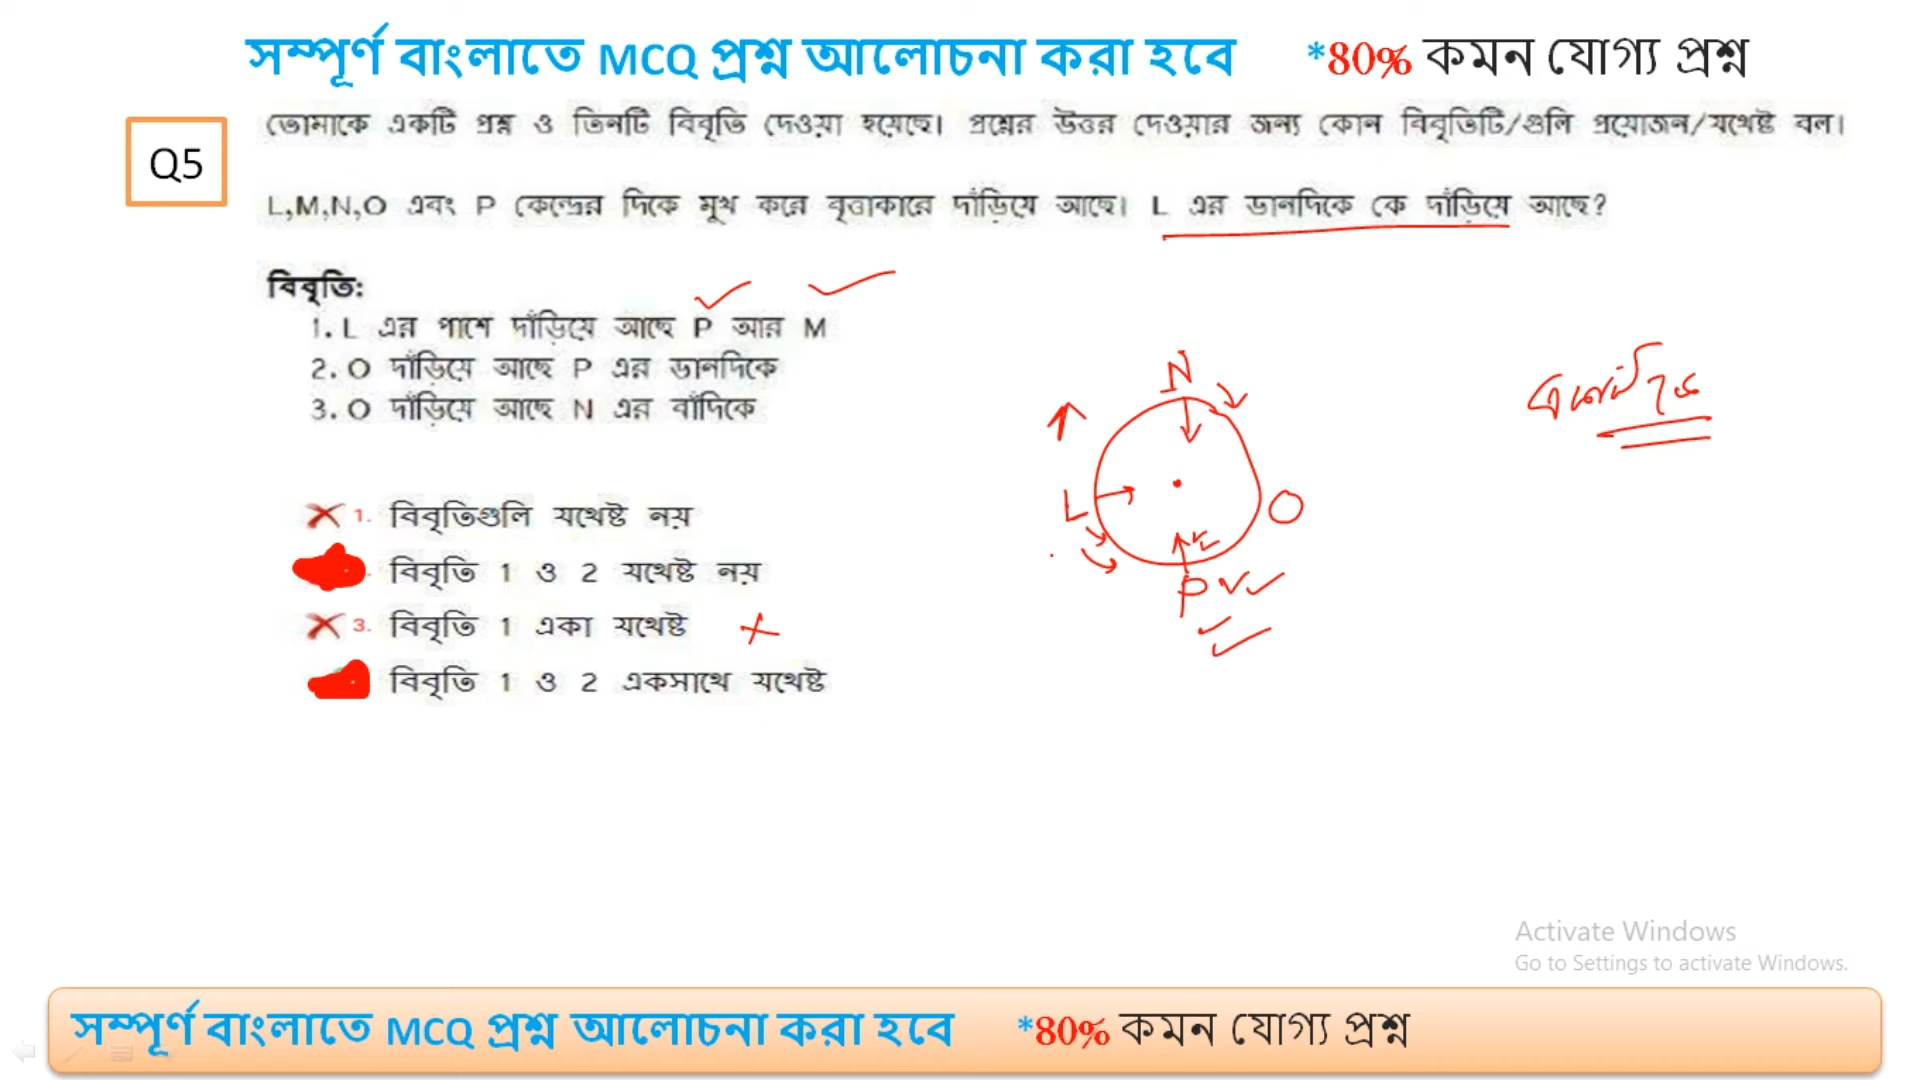 সম্পূর্ণ বাংলাতে MCQ প্রশ্ন আলোচনা করা হবে *80% কমন যোগ্য প্রশ্ন
Q5
তোমাকে একটি প্রশ্ন ও তিনটি বিবৃতি দেওয়া হয়েছে। প্রশ্নের উত্তর দেওয়ার জন্য কোন বিবৃতিটি/গুলি প্রয়োজন/যথেষ্ট বল।
L,M,N,O এবং P কেন্দ্রের দিকে মুখ করে বৃত্তাকারে দাঁড়িয়ে আছে। L এর ডানদিকে কে দাঁড়িয়ে আছে?
বিবৃতি:
1. L এর পাশে দাঁড়িয়ে আছে P আর M
2. O দাঁড়িয়ে আছে P এর ডানদিকে
3. O দাঁড়িয়ে আছে N এর বাঁদিকে
1. বিবৃতিগুলি যথেষ্ট নয়
বিবৃতি 1 ও 2 যথেষ্ট নয়
3. বিবৃতি 1 একা যথেষ্ট
বিবৃতি 1 ও 2 একসাথে যথেষ্ট
N
L
O
P
Activate Windows
Go to Settings to activate Windows.
সম্পূর্ণ বাংলাতে MCQ প্রশ্ন আলোচনা করা হবে *80% কমন যোগ্য প্রশ্ন